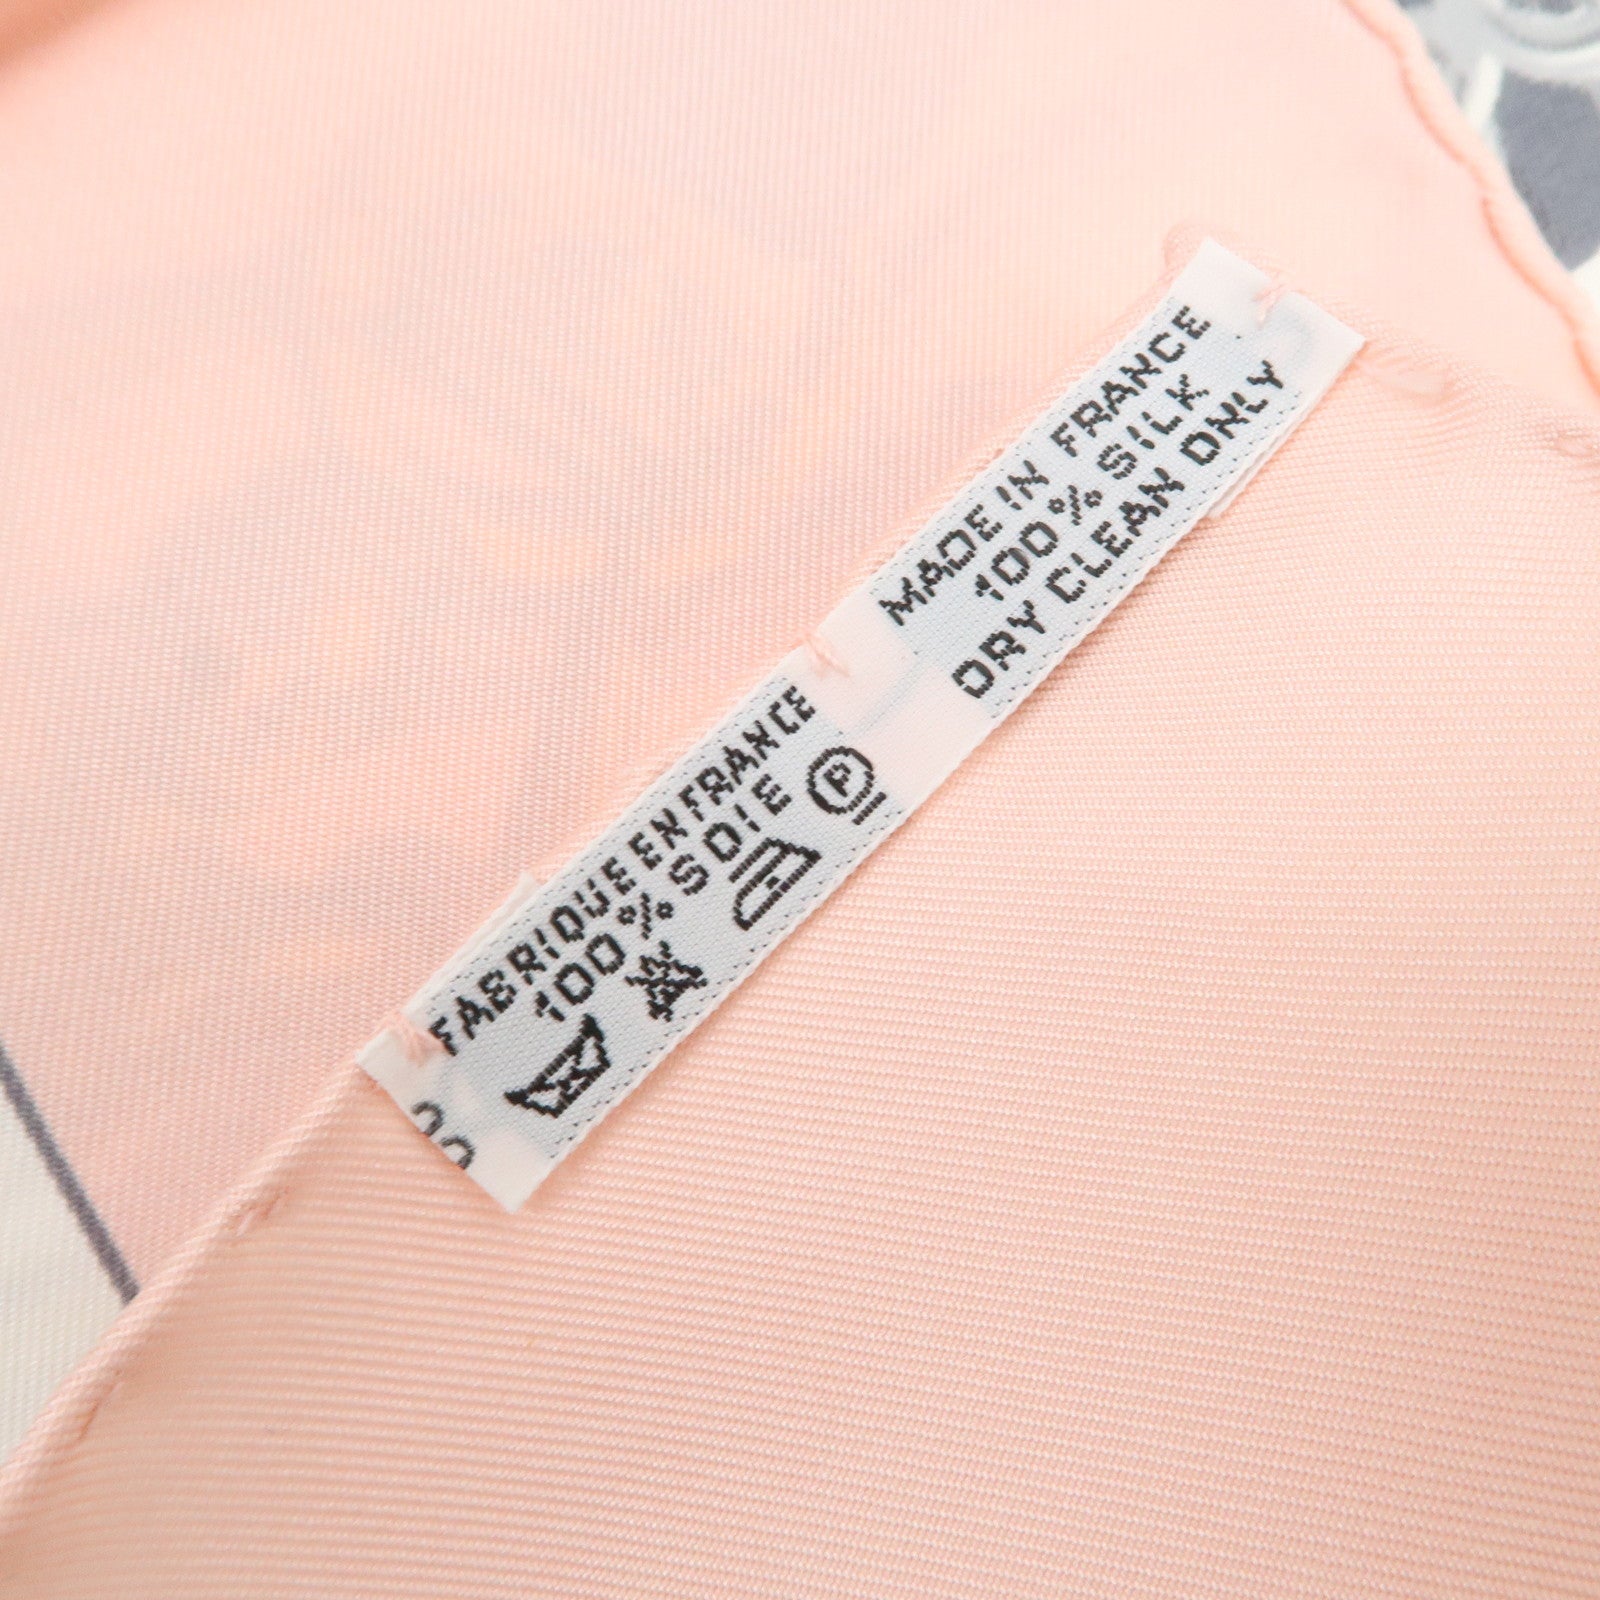 MADE IN FRANCE
100% SILK
DRY CLEAN ONLY
FABRIQUE EN FRANCE
100% SOIE
P